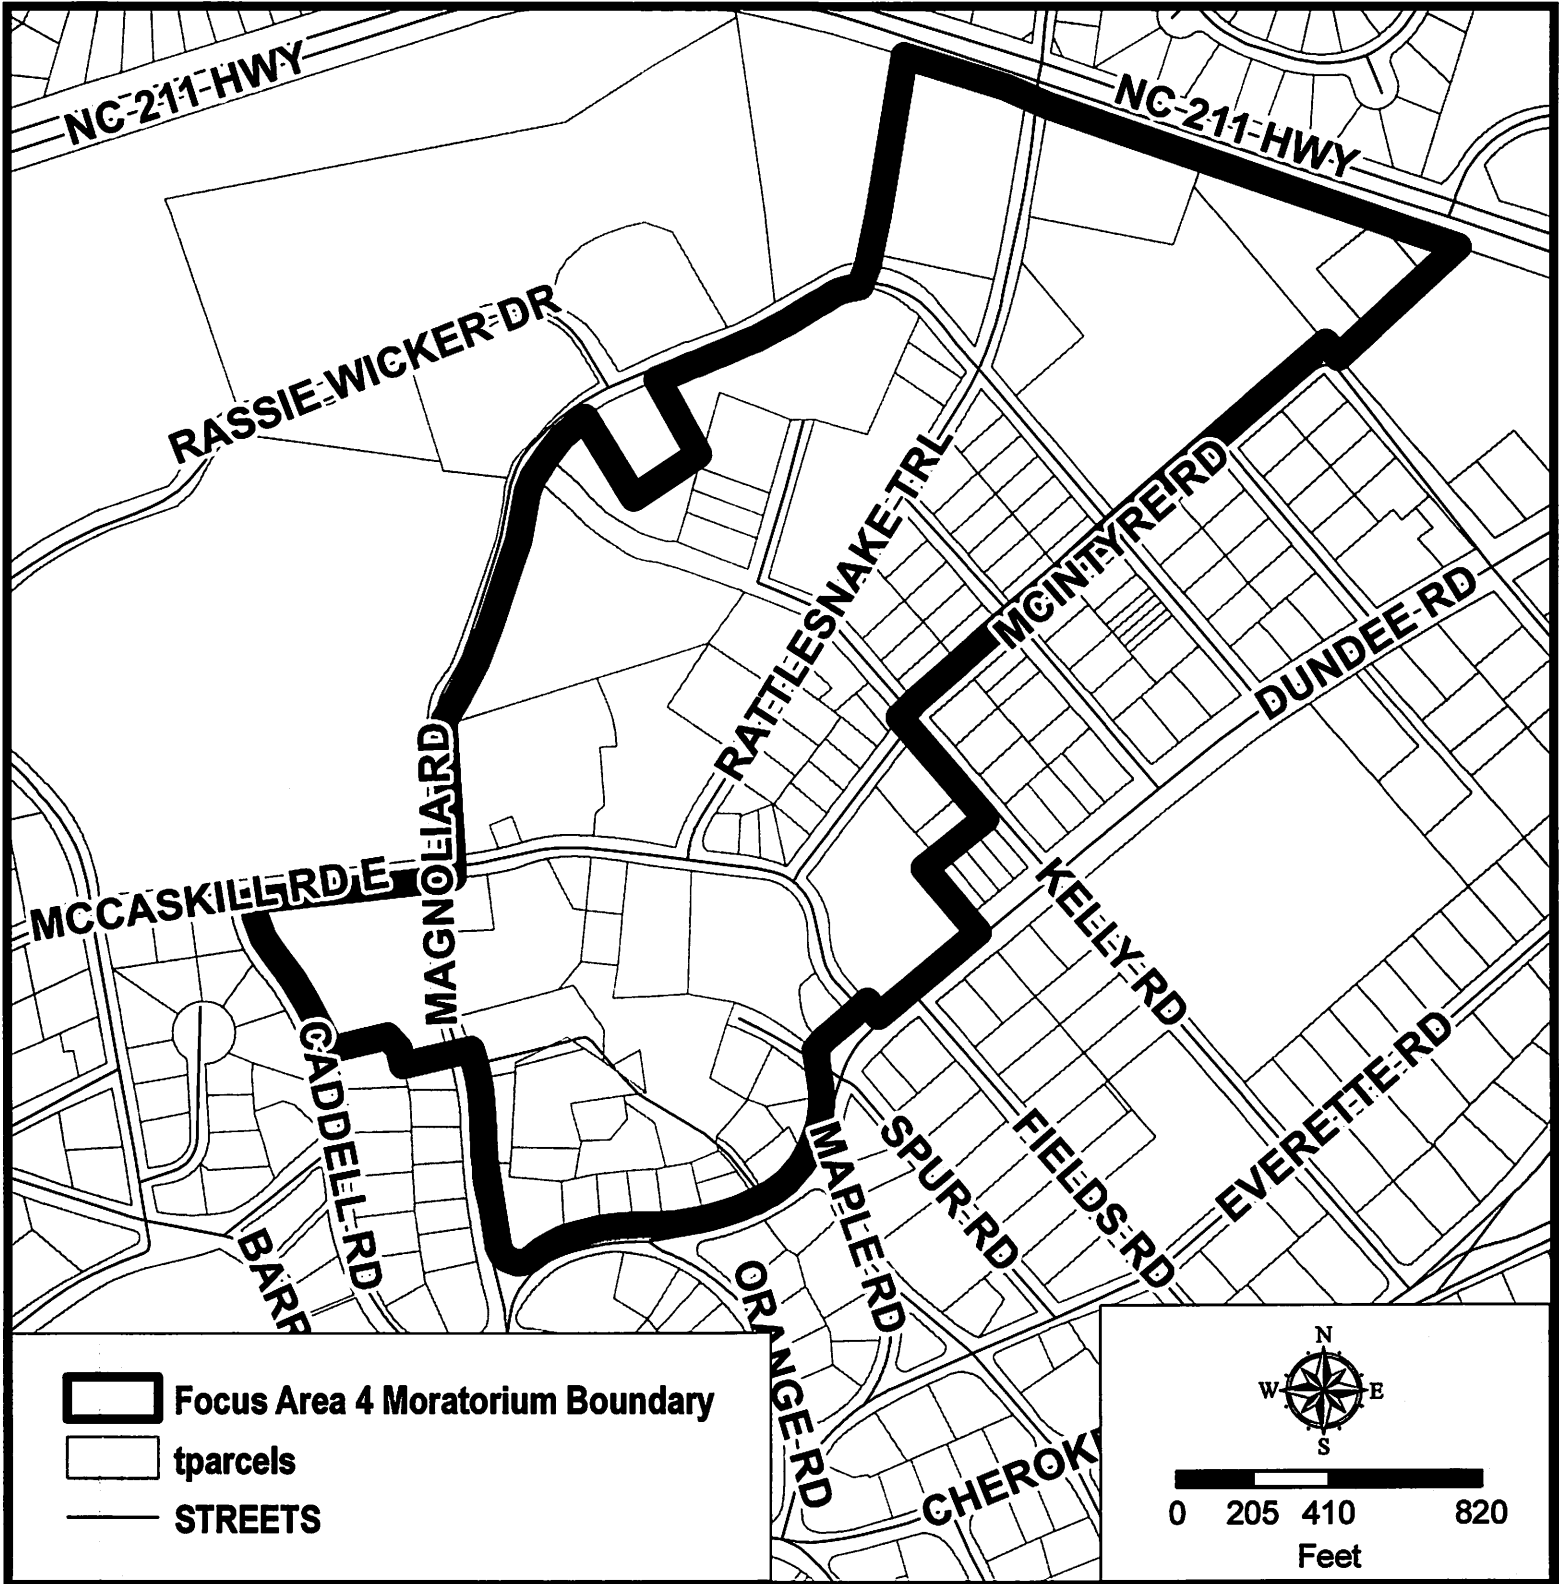 NC 211 HWY
NC 211 HWY
RASSIE WICKER DR
RATTLESNAKE TRL
MCINTYRE RD
DUNDEE RD
MAGNOLIA RD
MCCASKILL RD E
KELLY RD
CADDELL RD
MAPLE RD
SPUR RD
FIELDS RD
EVERETTE RD
BARR
ORANGE RD
CHEROK
Focus Area 4 Moratorium Boundary
tparcels
STREETS
N
W E
S
0 205 410 820
Feet